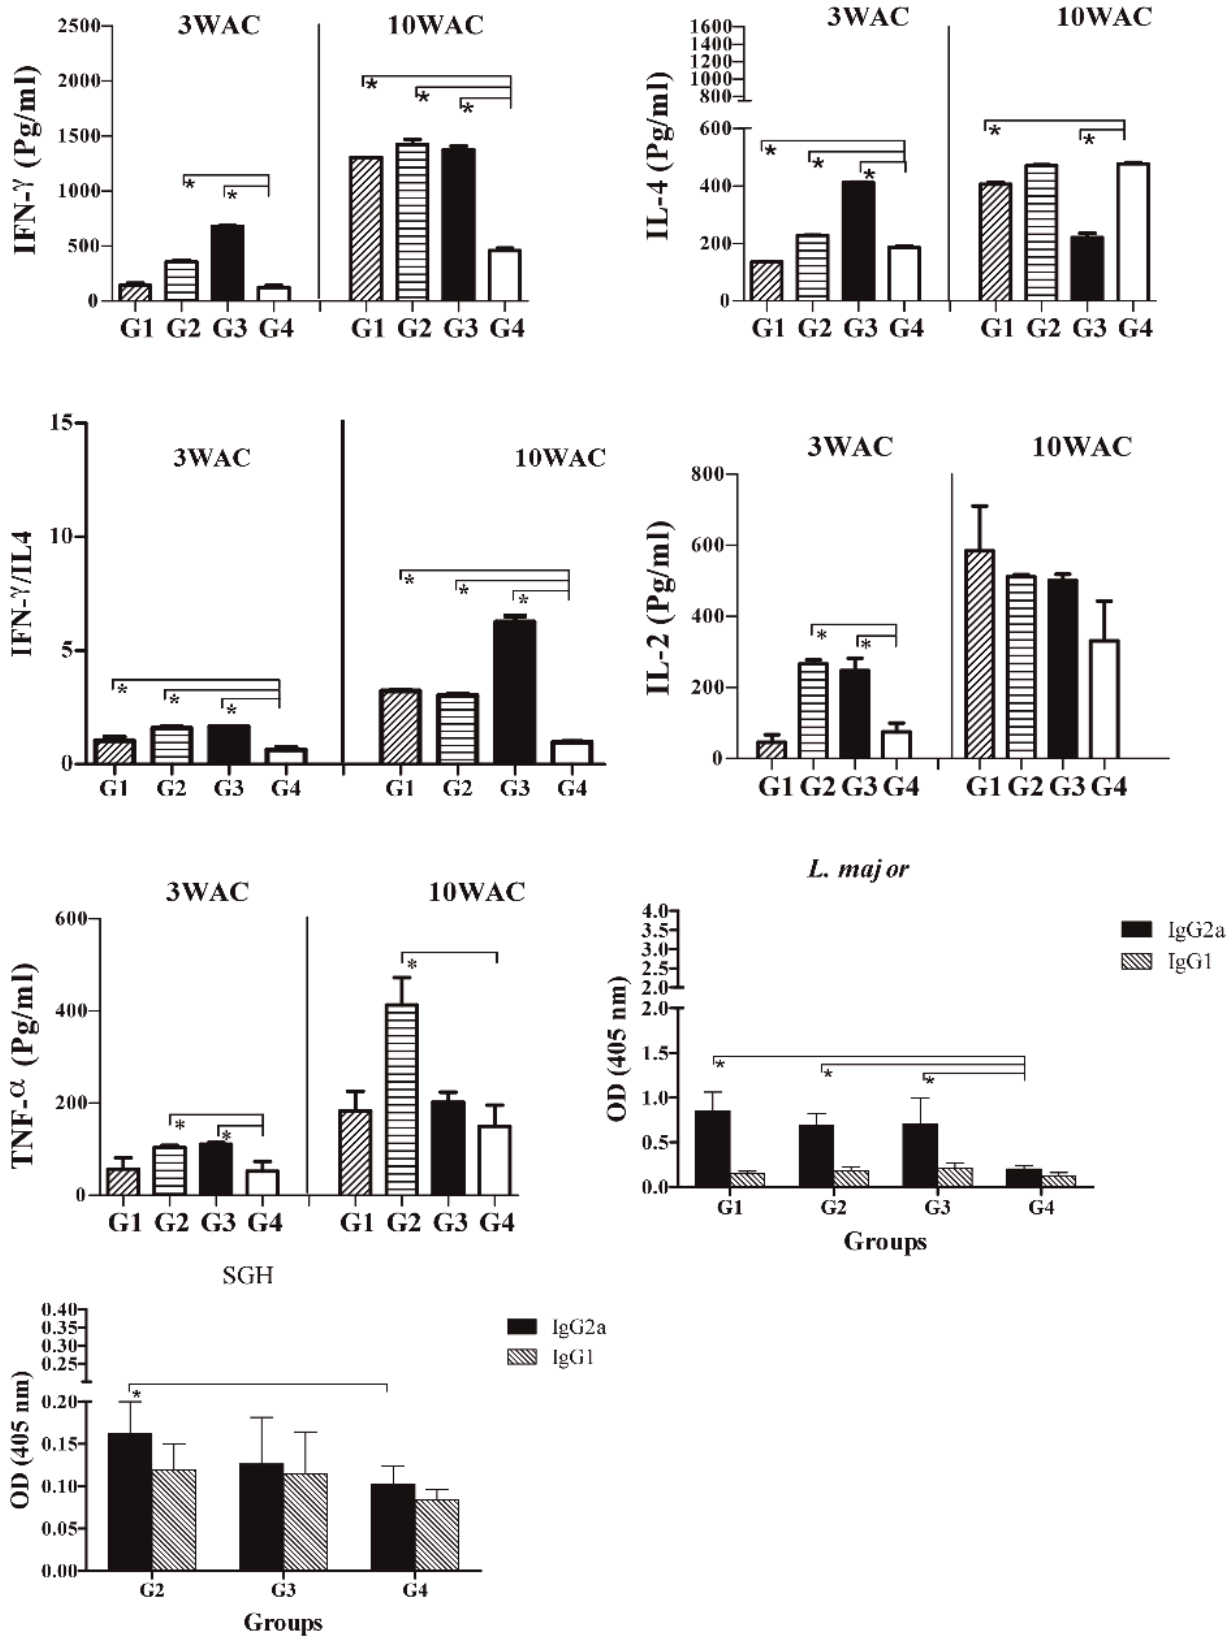 3WAC 10WAC
IFN-γ (Pg/ml)
2500
2000
1500
1000
500
0
* * * * *
G1 G2 G3 G4 G1 G2 G3 G4
3WAC 10WAC
IL-4 (Pg/ml)
1600
1400
1200
1000
800
600
400
200
0
* * * * *
G1 G2 G3 G4 G1 G2 G3 G4
3WAC 10WAC
IFN-γ/IL4
15
10
5
0
* * * * * *
G1 G2 G3 G4 G1 G2 G3 G4
3WAC 10WAC
IL-2 (Pg/ml)
800
600
400
200
0
* *
G1 G2 G3 G4 G1 G2 G3 G4
3WAC 10WAC
TNF-α (Pg/ml)
600
400
200
0
* * *
G1 G2 G3 G4 G1 G2 G3 G4
L. major
OD (405 nm)
4.0
3.5
3.0
2.5
2.0
2.0
1.5
1.0
0.5
0.0
* * *
IgG2a
IgG1
G1 G2 G3 G4
Groups
SGH
OD (405 nm)
0.40
0.35
0.30
0.25
0.20
0.15
0.10
0.05
0.00
*
IgG2a
IgG1
G2 G3 G4
Groups